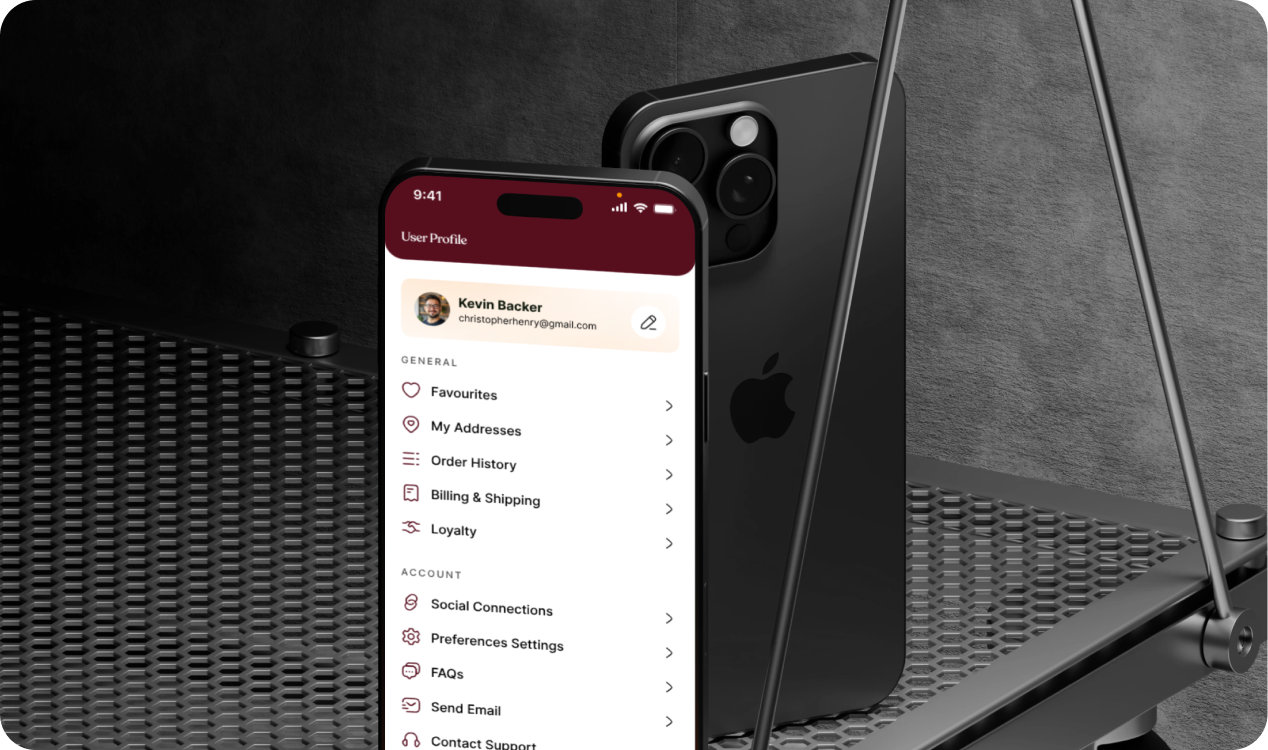 9:41
User Profile
Kevin Backer
christopherhenry@gmail.com
GENERAL
Favourites
My Addresses
Order History
Billing & Shipping
Loyalty
ACCOUNT
Social Connections
Preferences Settings
FAQs
Send Email
Contact Support